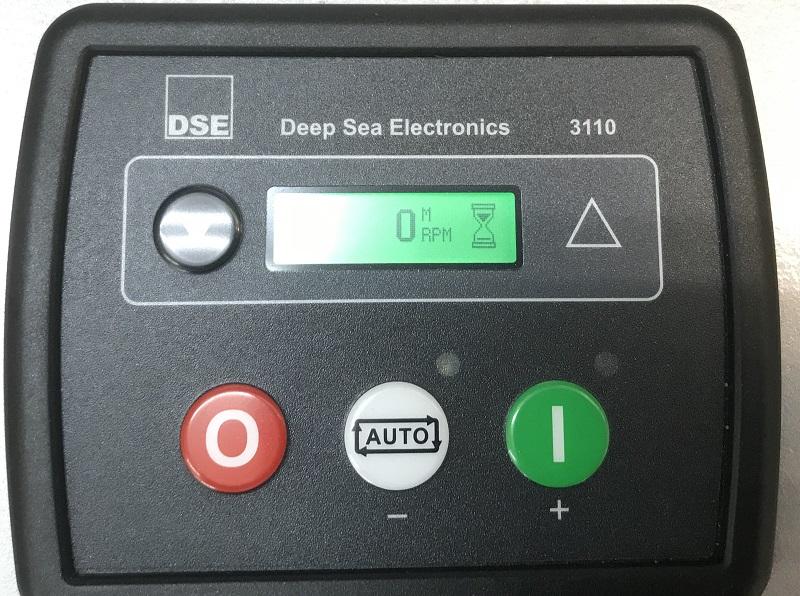 DSE
Deep Sea Electronics
3110
0 M RPM
O
AUTO
I
–
+